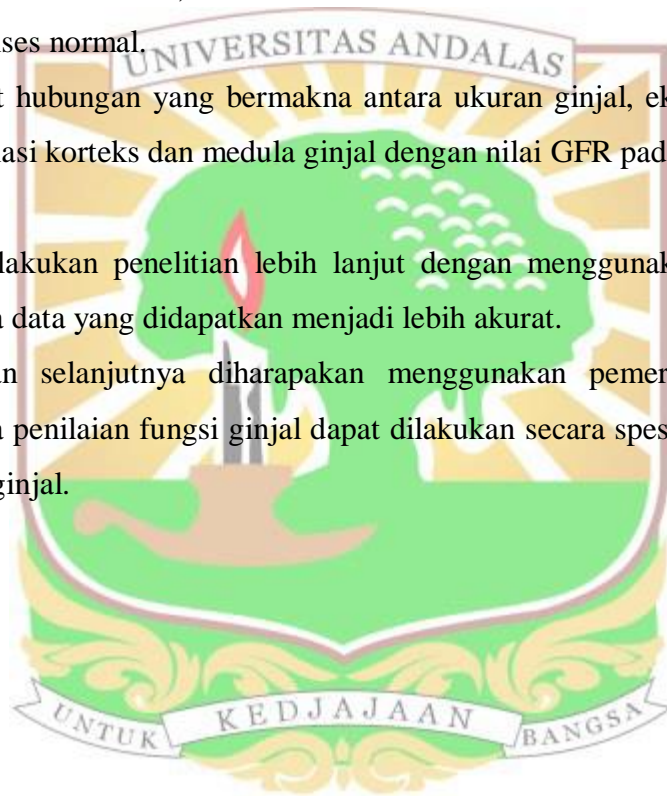 ses normal.
UNIVERSITAS ANDALAS
hubungan yang bermakna antara ukuran ginjal, ek
asi korteks dan medula ginjal dengan nilai GFR pad
lakukan penelitian lebih lanjut dengan menggunak
a data yang didapatkan menjadi lebih akurat.
an selanjutnya diharapakan menggunakan pemer
a penilaian fungsi ginjal dapat dilakukan secara spes
ginjal.
UNTUK KEDJAJAAN BANGSA